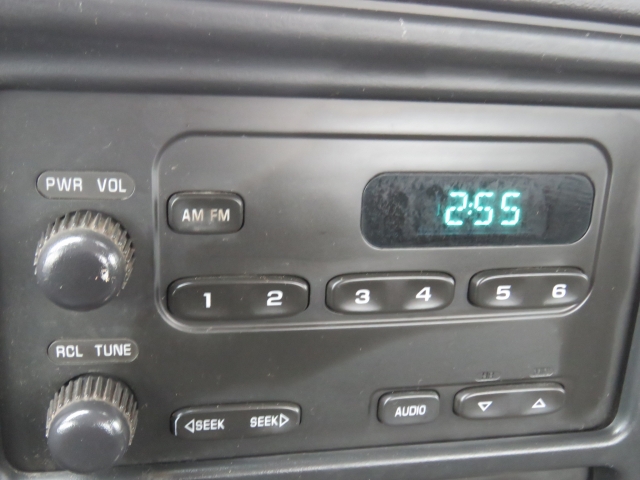 PWR VOL
AM FM
2:55
1 2 3 4 5 6
RCL TUNE
◁SEEK SEEK▷
AUDIO
▽ △